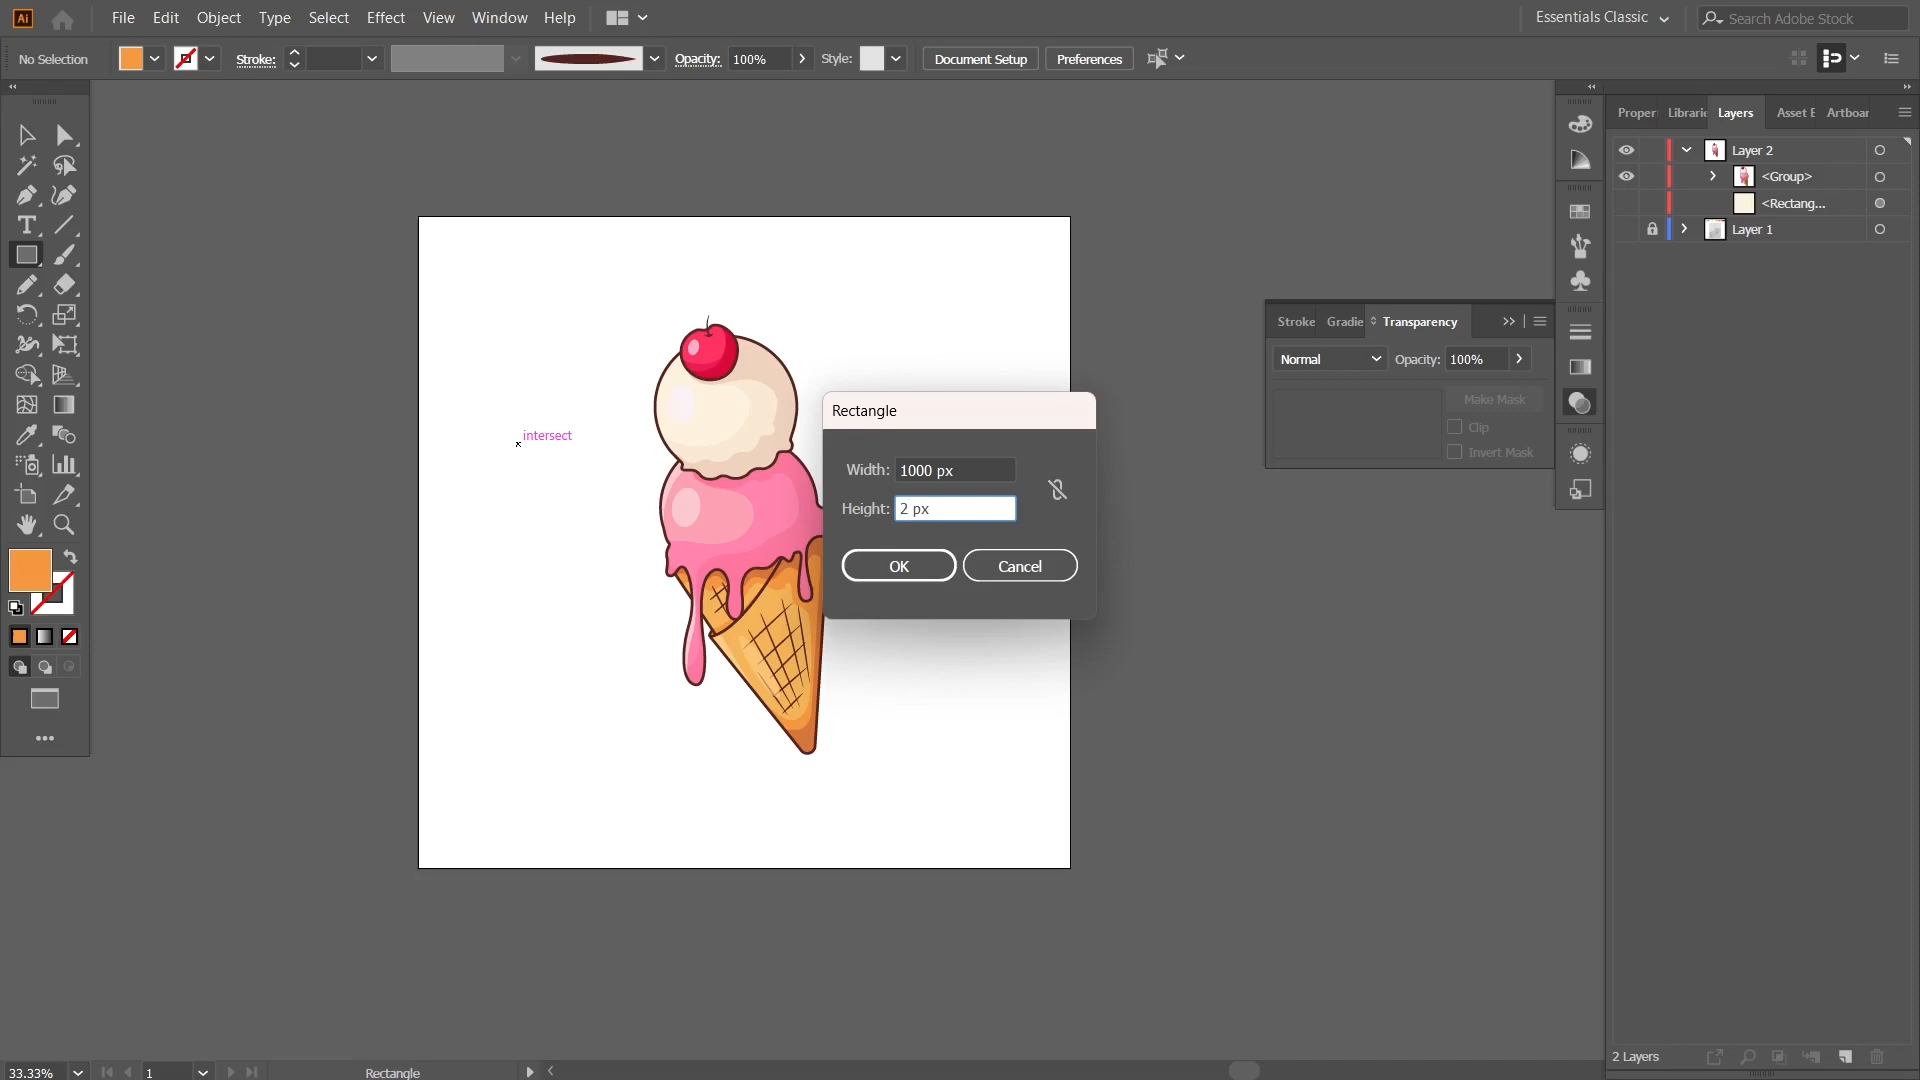 Ai File Edit Object Type Select Effect View Window Help Essentials Classic Search Adobe Stock
No Selection Stroke: Opacity: 100% Style: Document Setup Preferences
Proper Librarie Layers Asset E Artboar
Layer 2
<Group>
<Rectang...
Layer 1
Stroke Gradie Transparency
Normal Opacity: 100%
Make Mask
Clip
Invert Mask
intersect
Rectangle
Width: 1000 px
Height: 2 px
OK Cancel
2 Layers
33.33% 1 Rectangle